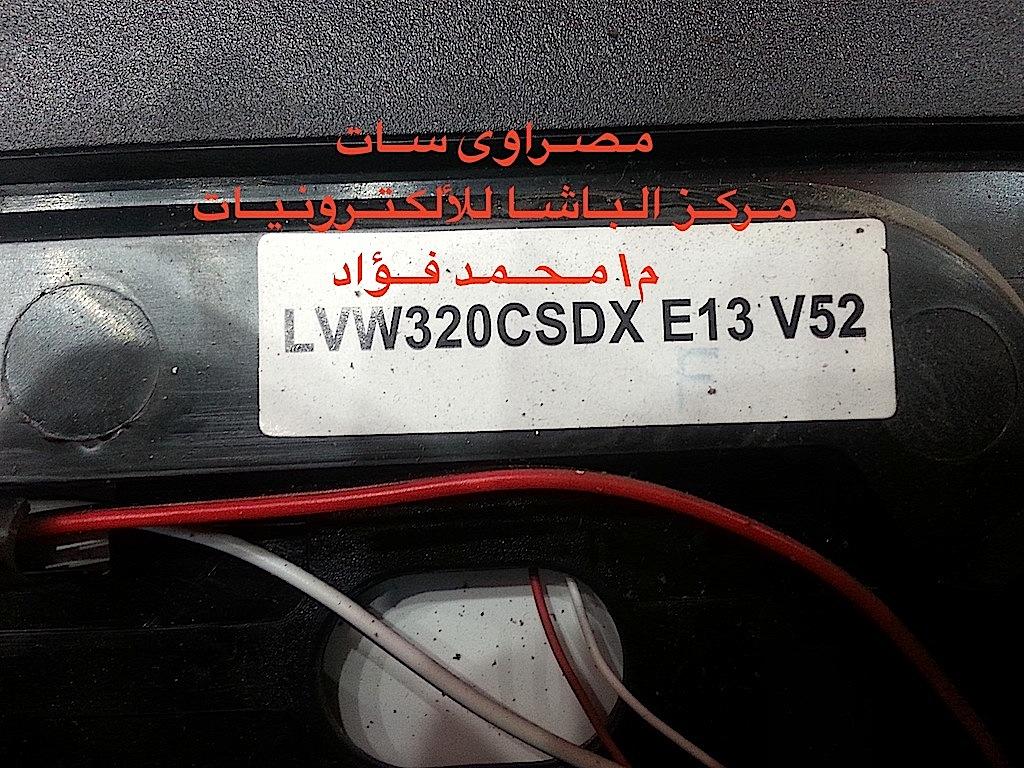 مصراوى سات
مركز الباشا للألكترونيات
م\محمد فؤاد
LVW320CSDX E13 V52